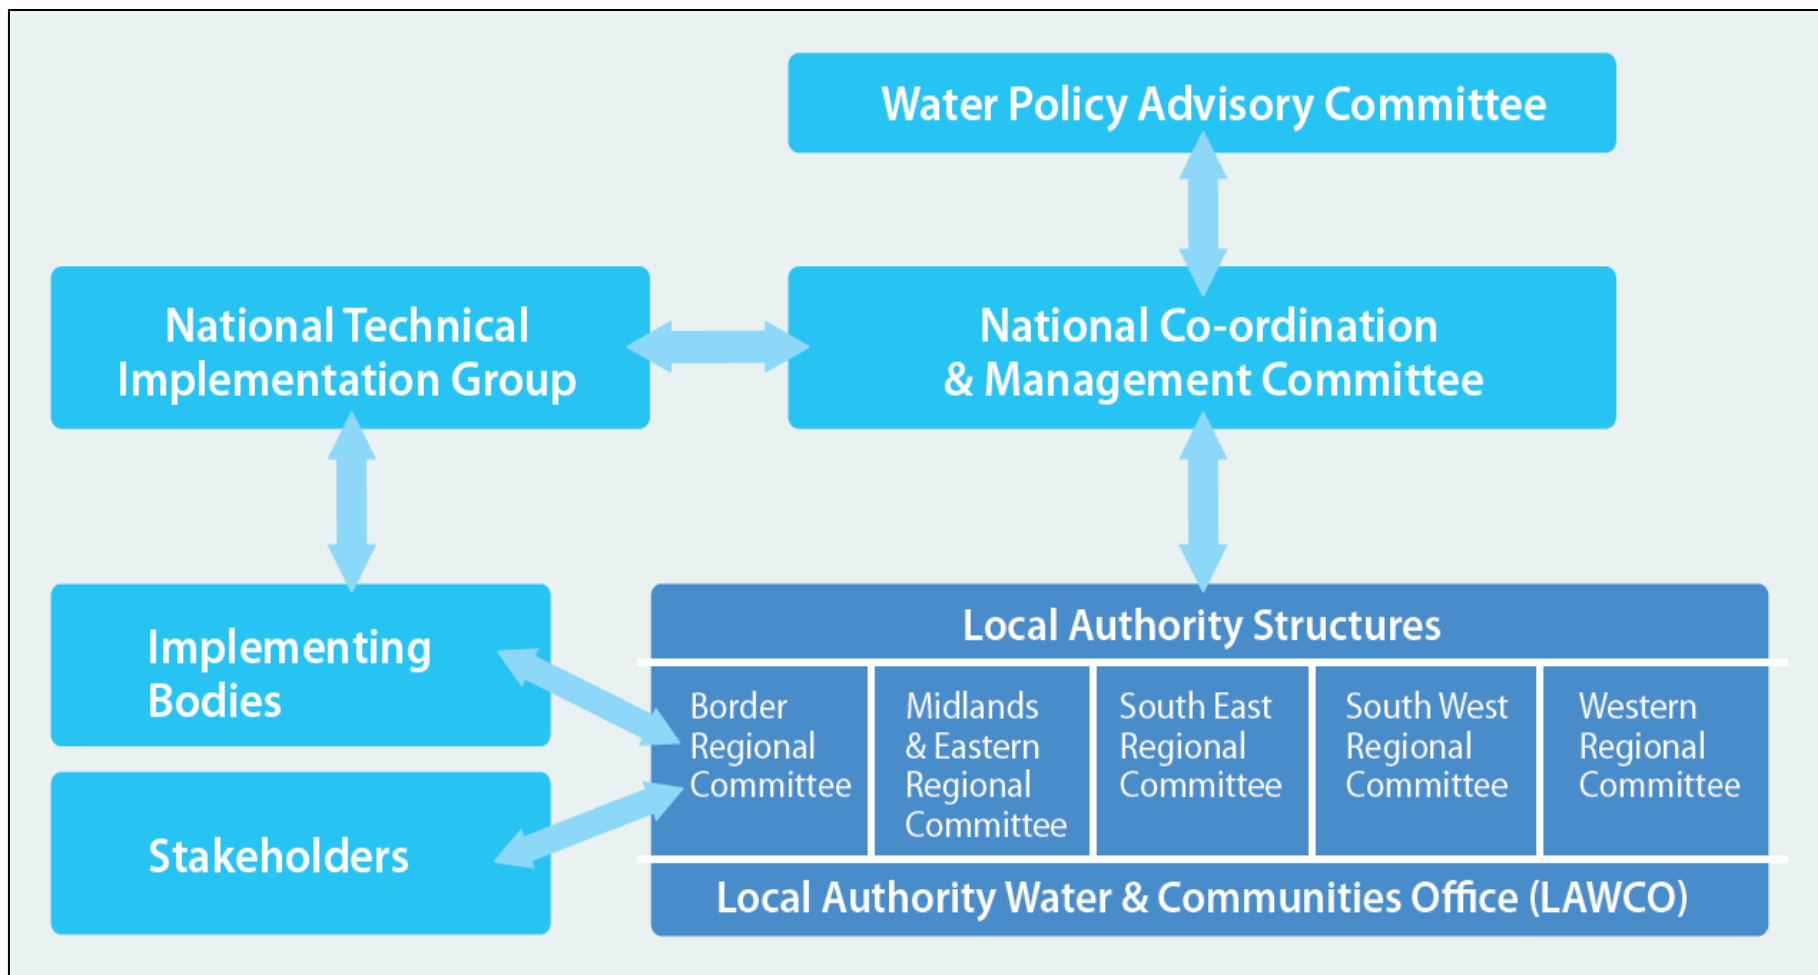 Water Policy Advisory Committee
National Technical
Implementation Group
National Co-ordination
& Management Committee
Implementing
Bodies
Stakeholders
Local Authority Structures
Border
Regional
Committee
Midlands
& Eastern
Regional
Committee
South East
Regional
Committee
South West
Regional
Committee
Western
Regional
Committee
Local Authority Water & Communities Office (LAWCO)